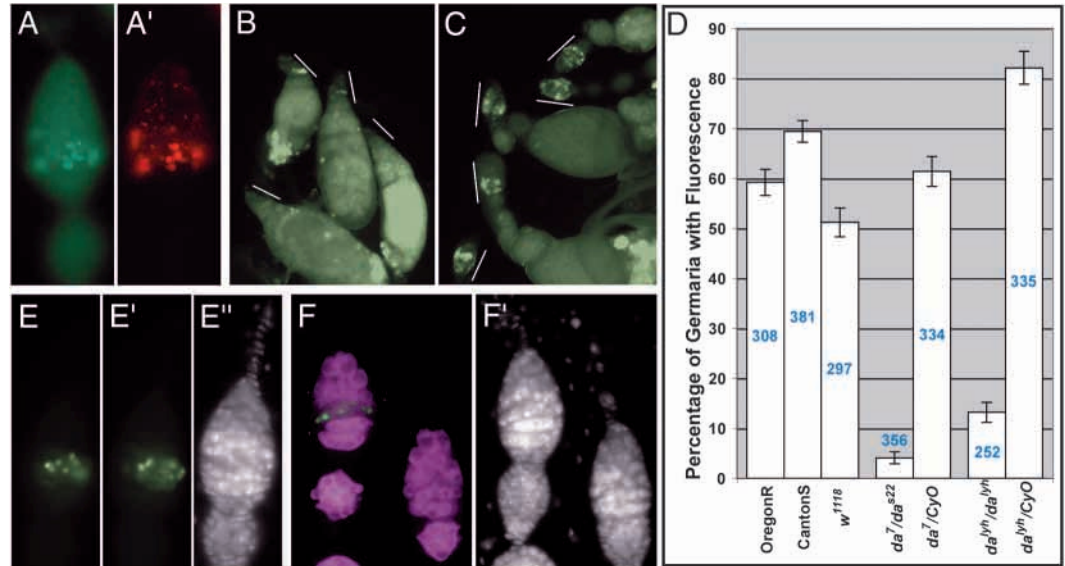 A
A'
B
C
D
Percentage of Germaria with Fluorescence
90
80
70
60
50
40
30
20
10
0
308
381
297
356
334
252
335
OregonR
CantonS
w1118
da7/das22
da7/CyO
dalyh/dalyh
dalyh/CyO
E
E'
E"
F
F'